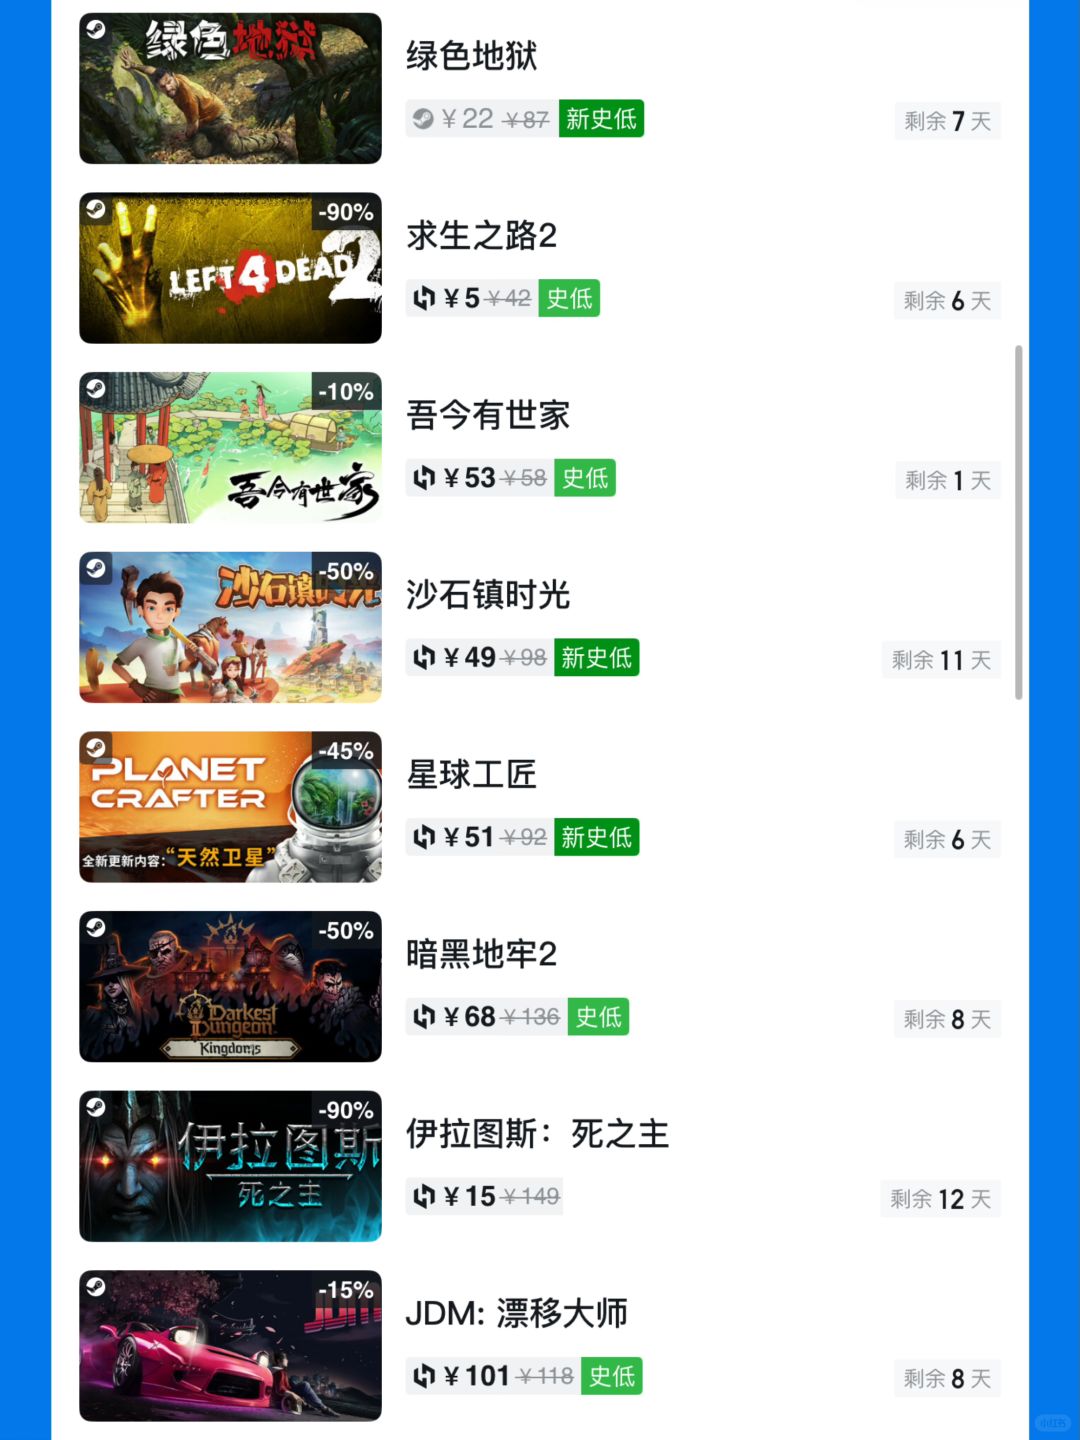 绿色地狱
绿色地狱
¥22 ¥87 新史低
剩余 7 天
-90%
LEFT 4 DEAD 2
求生之路2
¥5 ¥42 史低
剩余 6 天
-10%
吾今有世家
吾今有世家
¥53 ¥58 史低
剩余 1 天
-50%
沙石镇时光
沙石镇时光
¥49 ¥98 新史低
剩余 11 天
-45%
PLANET
CRAFTER
全新更新内容：“天然卫星”
星球工匠
¥51 ¥92 新史低
剩余 6 天
-50%
Darkest
Dungeon
Kingdoms
暗黑地牢2
¥68 ¥136 史低
剩余 8 天
-90%
伊拉图斯
死之主
伊拉图斯：死之主
¥15 ¥149
剩余 12 天
-15%
JDM
JDM: 漂移大师
¥101 ¥118 史低
剩余 8 天
小红书